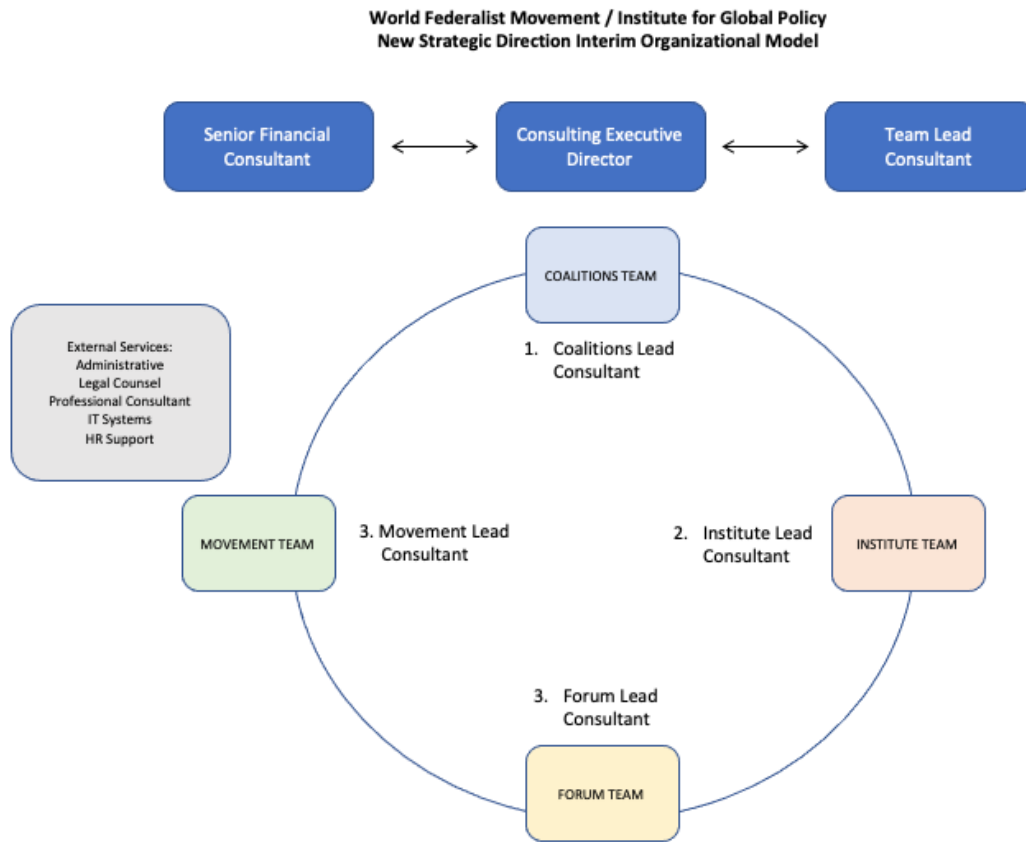 World Federalist Movement / Institute for Global Policy
New Strategic Direction Interim Organizational Model
Senior Financial
Consultant
Consulting Executive
Director
Team Lead
Consultant
COALITIONS TEAM
1. Coalitions Lead
Consultant
External Services:
Administrative
Legal Counsel
Professional Consultant
IT Systems
HR Support
MOVEMENT TEAM
3. Movement Lead
Consultant
2. Institute Lead
Consultant
INSTITUTE TEAM
3. Forum Lead
Consultant
FORUM TEAM